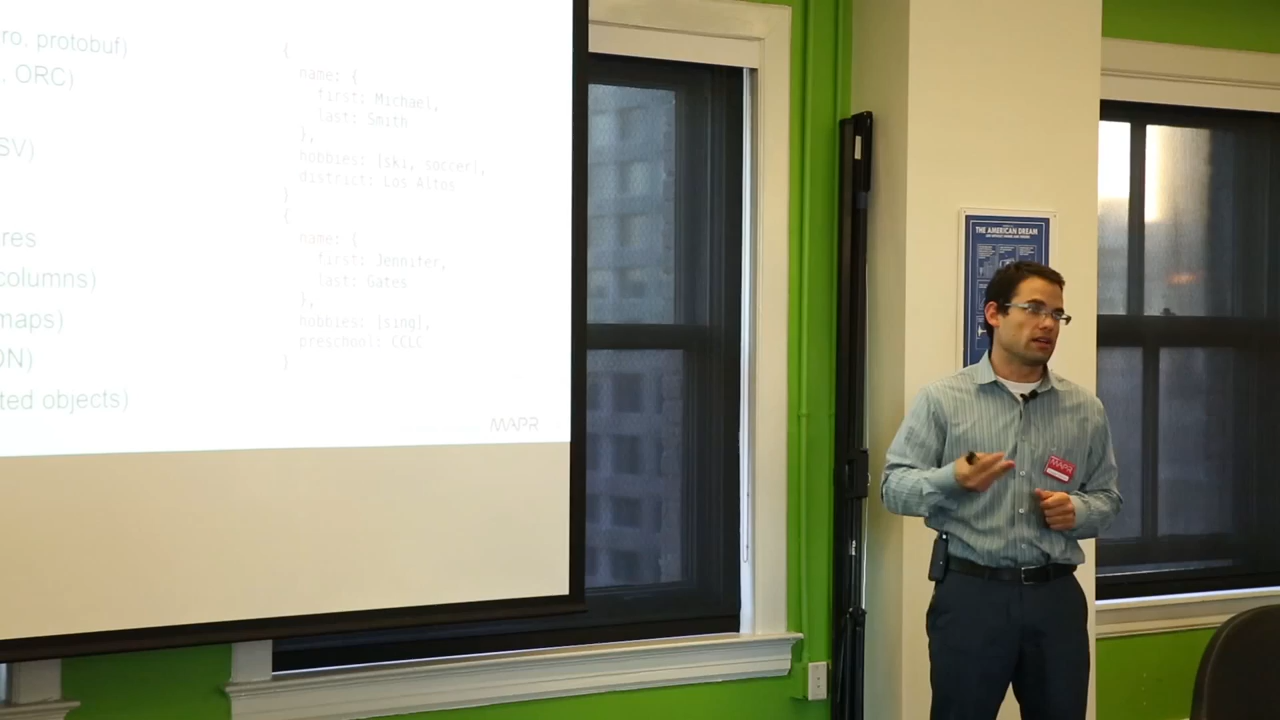 ro, protobuf)
, ORC)
SV)
res
columns)
maps)
ON)
ted objects)
{
name: {
first: Michael,
last: Smith
},
hobbies: [ski, soccer],
district: Los Altos
}
{
name: {
first: Jennifer,
last: Gates
},
hobbies: [sing],
preschool: CCLC
}
MAPR
THE AMERICAN DREAM
MAPR